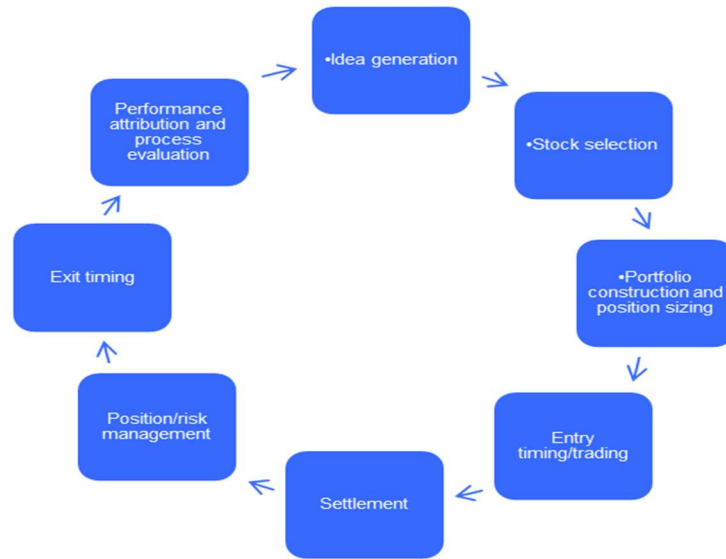 •Idea generation
•Stock selection
•Portfolio
construction and
position sizing
Entry
timing/trading
Settlement
Position/risk
management
Exit timing
Performance
attribution and
process
evaluation